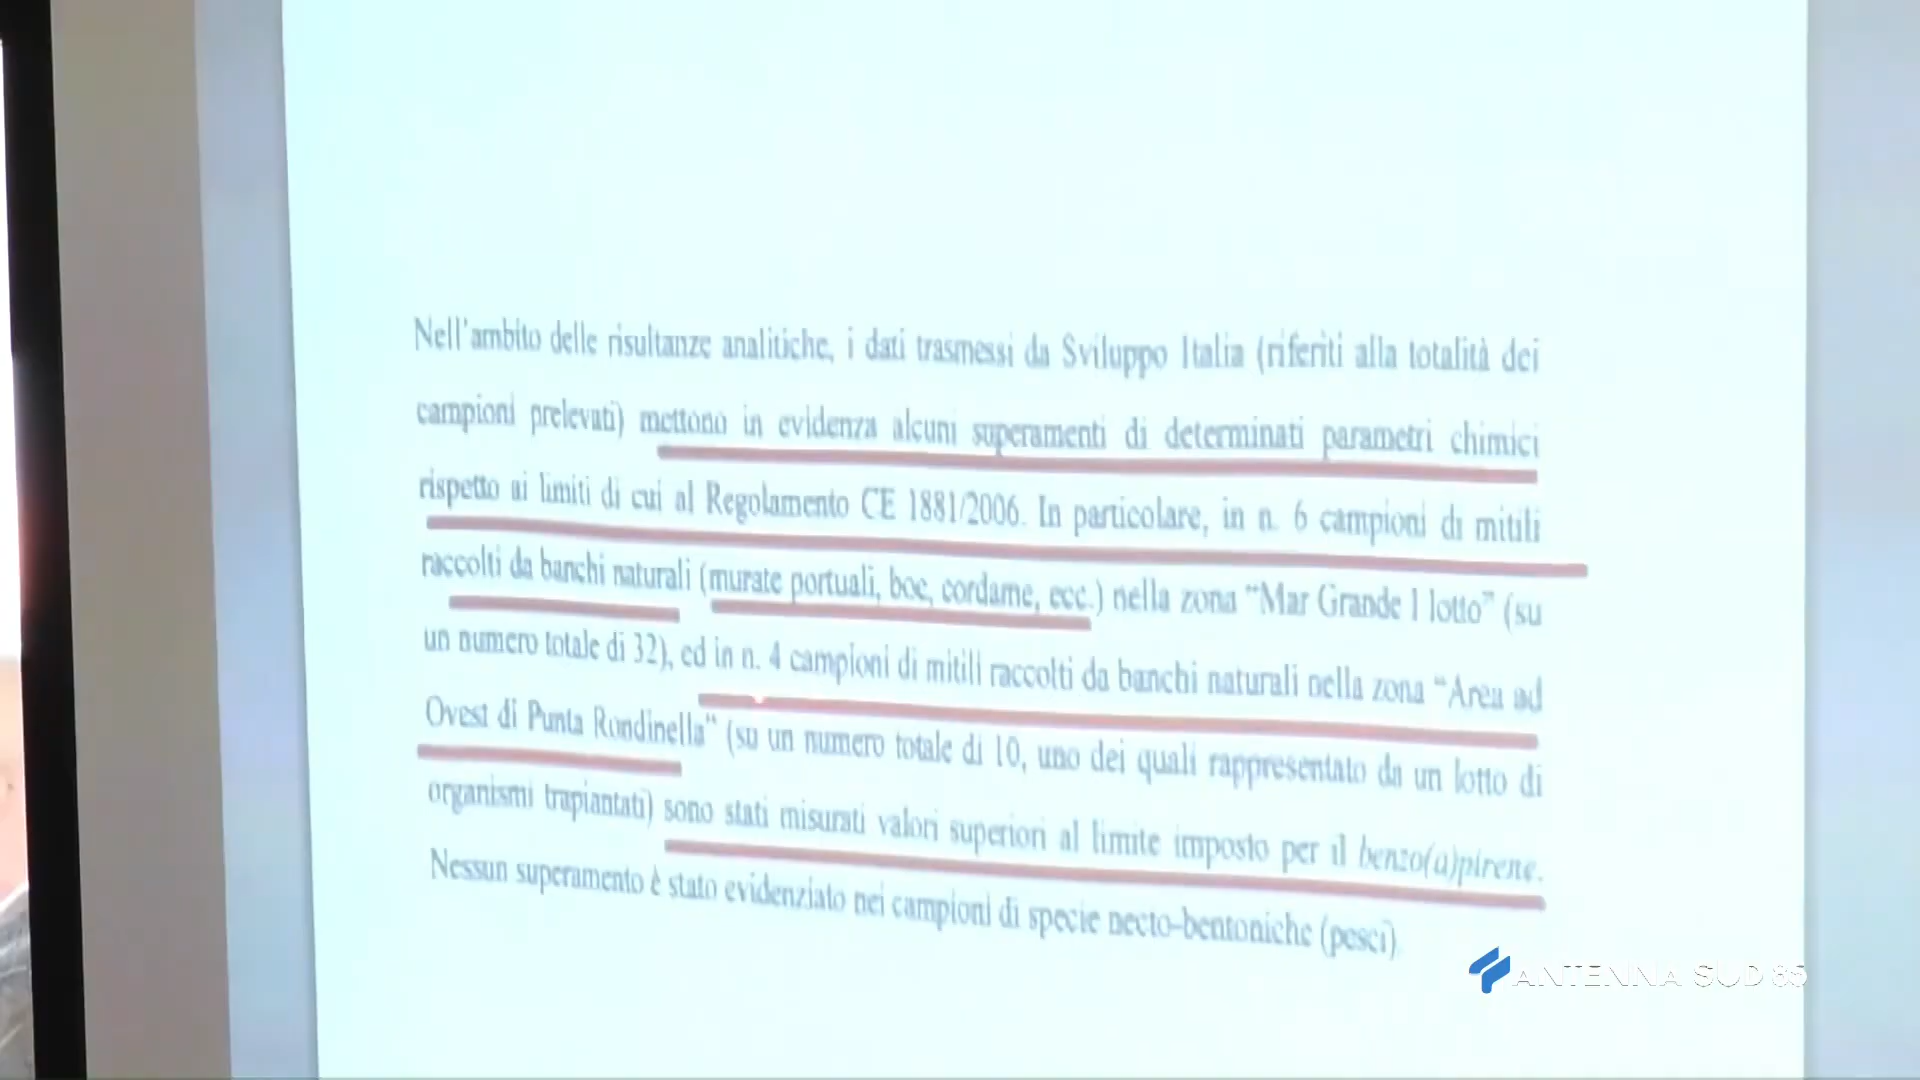 Nell'ambito delle risultanze analitiche, i dati trasmessi da Sviluppo Italia (riferiti alla totalità dei
campioni prelevati) mettono in evidenza alcuni superamenti di determinati parametri chimici
rispetto ai limiti di cui al Regolamento CE 1881/2006. In particolare, in n. 6 campioni di mitili
raccolti da banchi naturali (murate portuali, boe, cordame, ecc.) nella zona "Mar Grande I lotto" (su
un numero totale di 32), ed in n. 4 campioni di mitili raccolti da banchi naturali nella zona "Area ad
Ovest di Punta Rondinella" (su un numero totale di 10, uno dei quali rappresentato da un lotto di
organismi trapiantati) sono stati misurati valori superiori al limite imposto per il benzo(a)pirene.
Nessun superamento è stato evidenziato nei campioni di specie necto-bentoniche (pesci)
ANTENNA SUD 85